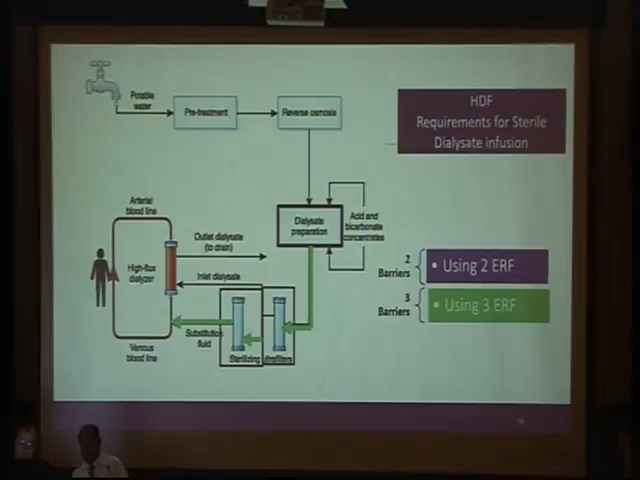 Potable
water
Pre-treatment
Reverse osmosis
HDF
Requirements for Sterile
Dialysate infusion
Arterial
blood line
Outlet dialysate
(to drain)
Dialysate
preparation
Acid and
bicarbonate
concentrates
High-flux
dialyzer
Inlet dialysate
2
Barriers
• Using 2 ERF
3
Barriers
• Using 3 ERF
Substitution
fluid
Venous
blood line
Sterilizing